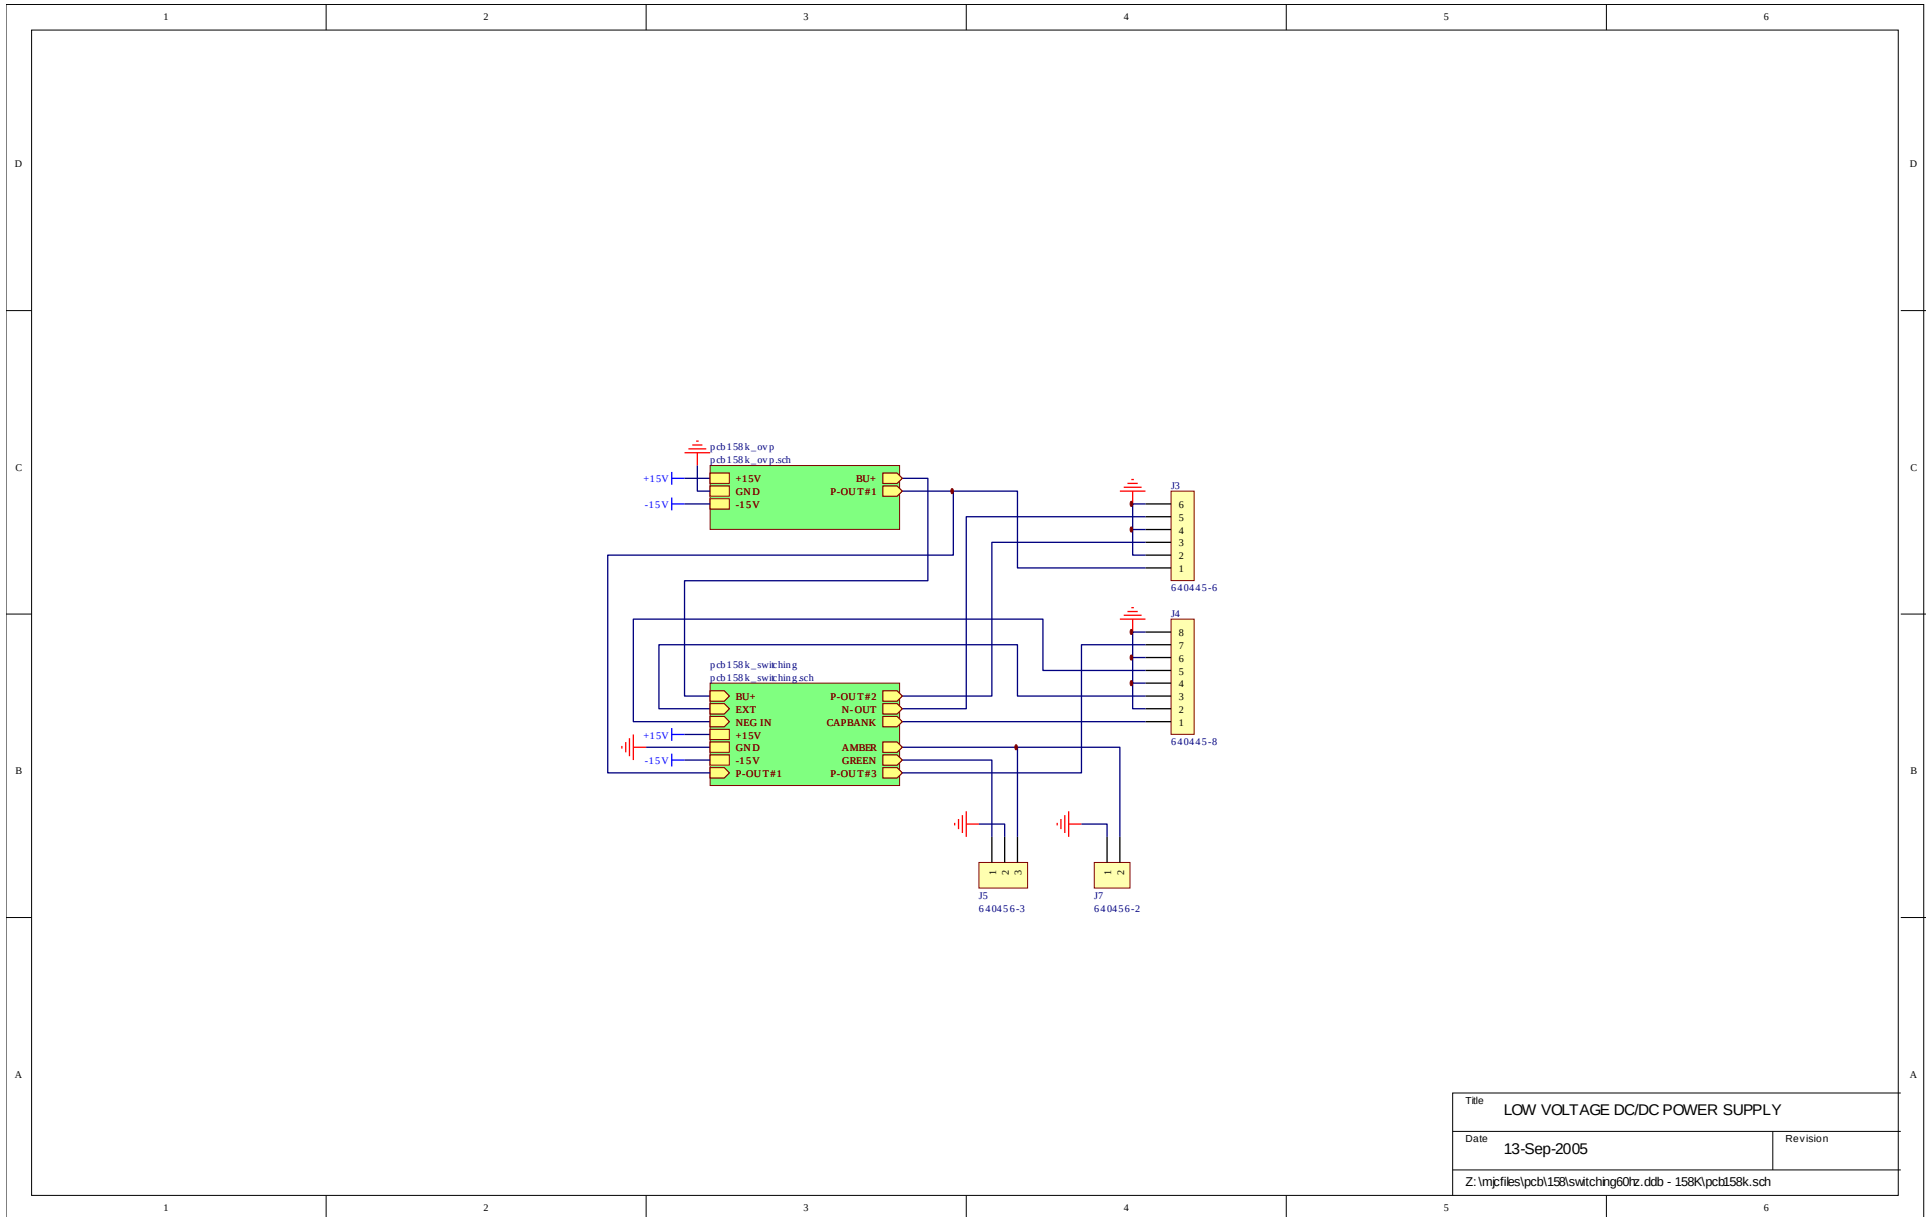 1 2 3 4 5 6
D D
C C
B B
A A
pcb158k_ovp
pcb158k_ovp.sch
+15V +15V BU+
GND P-OUT#1
-15V -15V
J3
6
5
4
3
2
1
640445-6
J4
8
7
6
5
4
3
2
1
640445-8
pcb158k_switching
pcb158k_switching.sch
BU+ P-OUT#2
EXT N-OUT
NEG IN CAPBANK
+15V +15V
GND AMBER
-15V -15V GREEN
P-OUT#1 P-OUT#3
1 2 3
J5
640456-3
1 2
J7
640456-2
Title LOW VOLTAGE DC/DC POWER SUPPLY
Date 13-Sep-2005 Revision
Z:\mjcfiles\pcb\158\switching60hz.ddb - 158K\pcb158k.sch
1 2 3 4 5 6